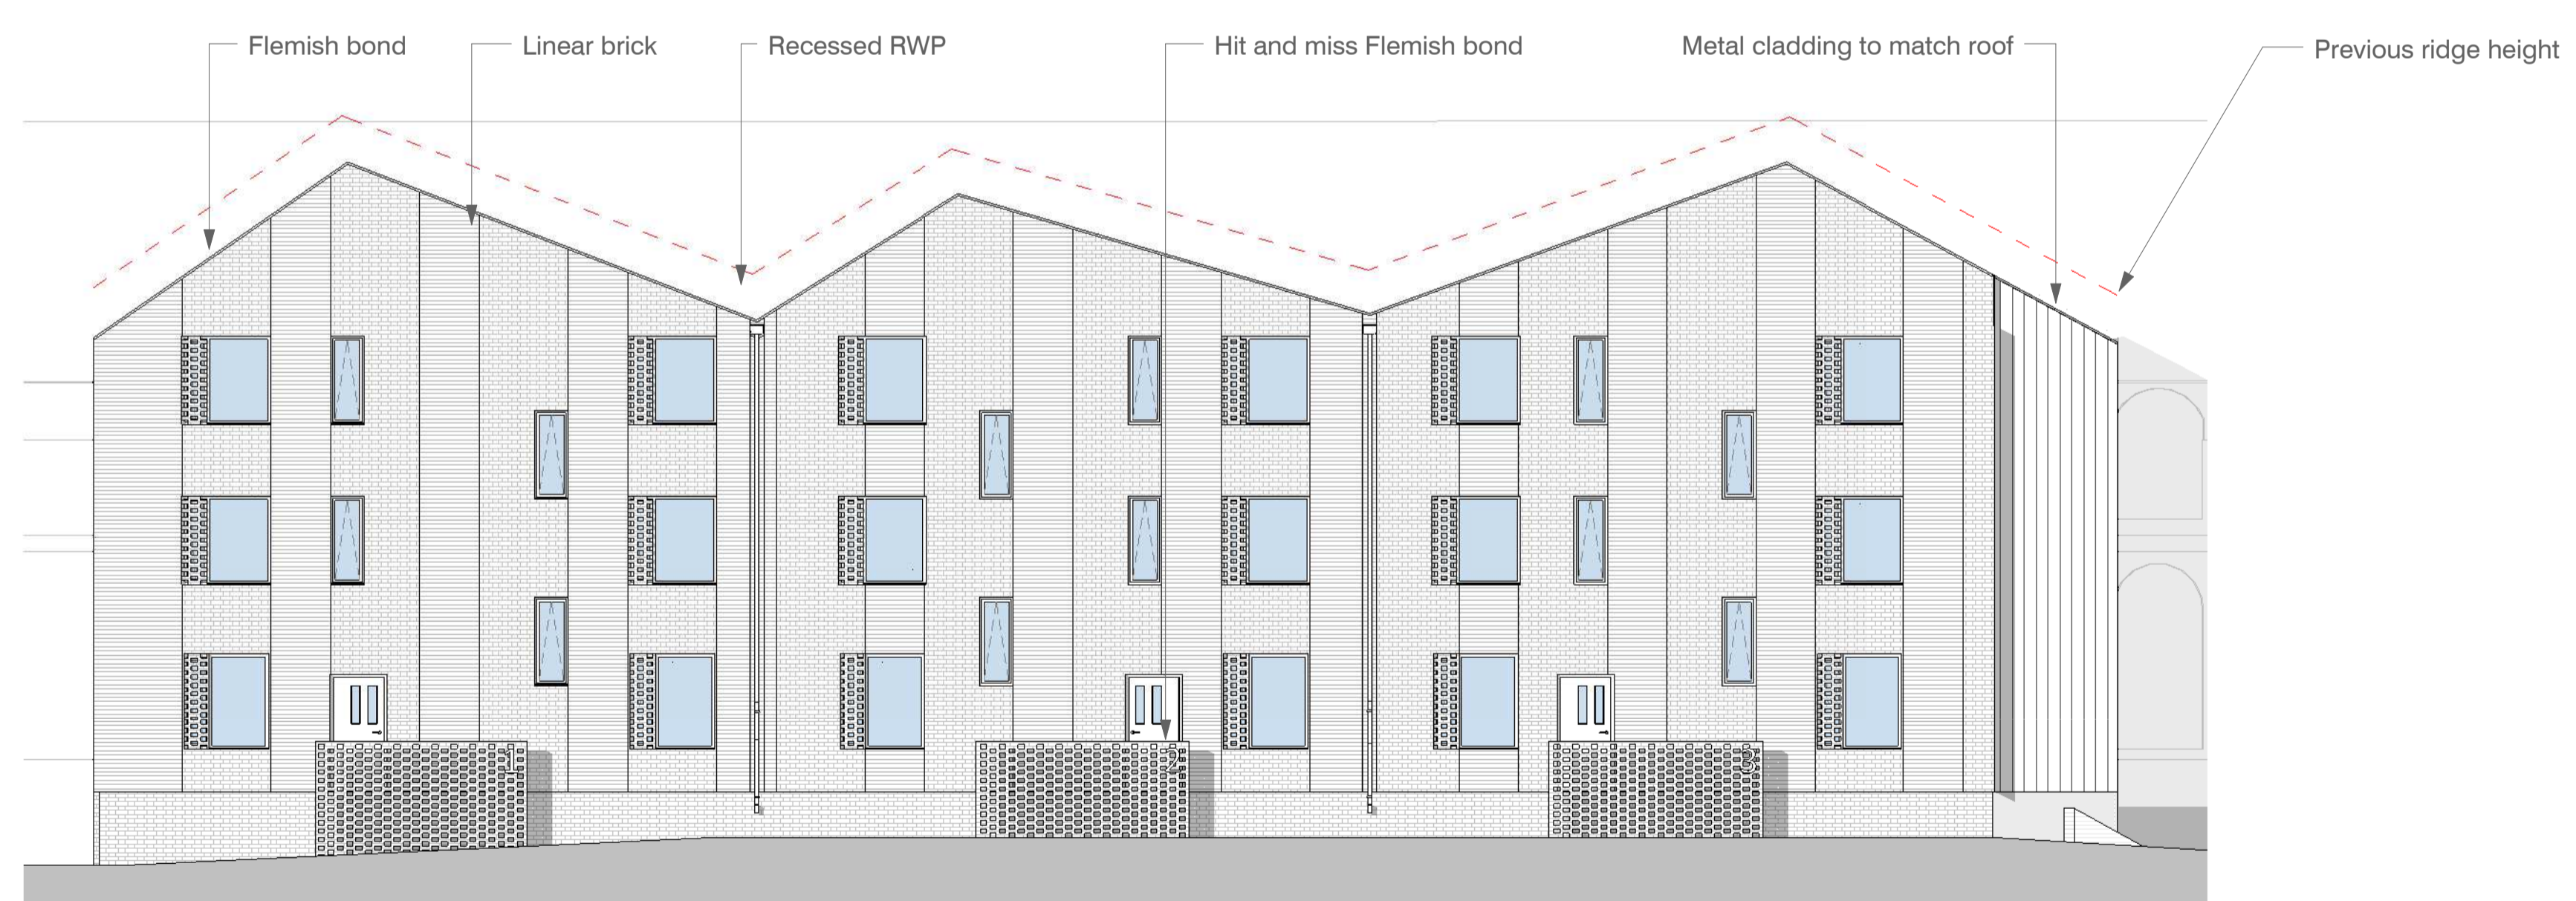 Flemish bond
Linear brick
Recessed RWP
Hit and miss Flemish bond
Metal cladding to match roof
Previous ridge height
1
2
3